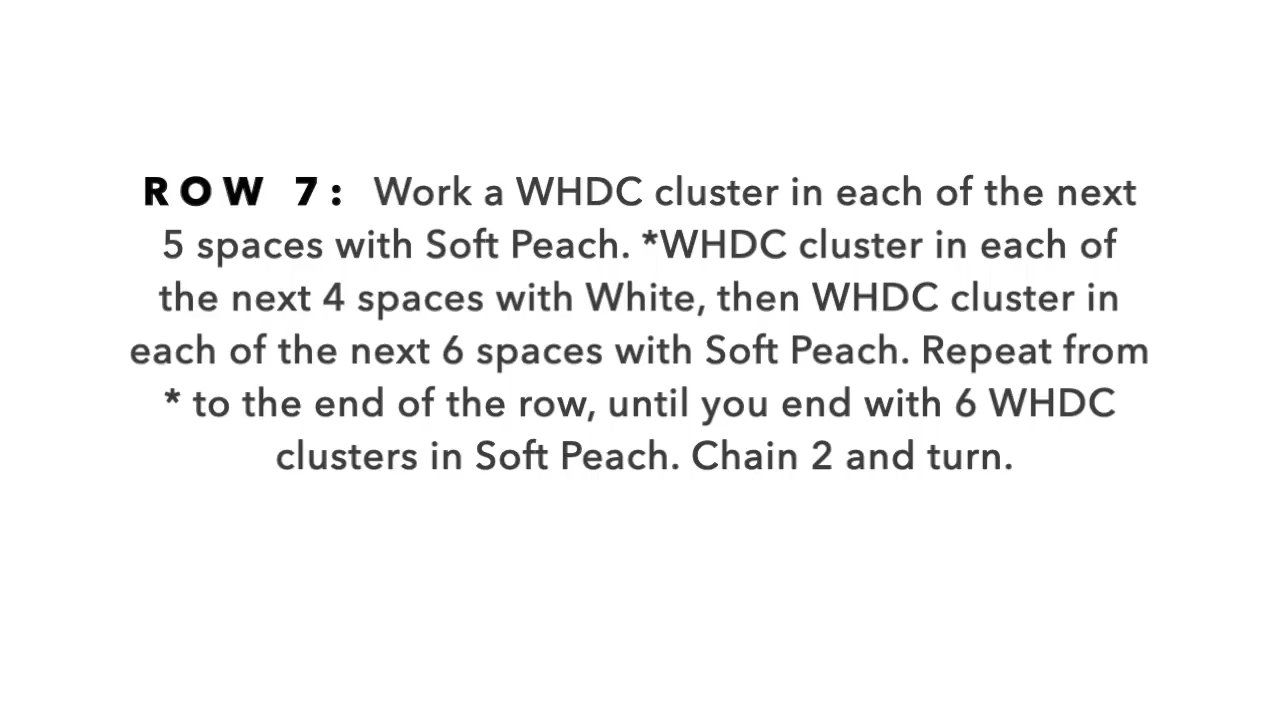 ROW 7: Work a WHDC cluster in each of the next
5 spaces with Soft Peach. *WHDC cluster in each of
the next 4 spaces with White, then WHDC cluster in
each of the next 6 spaces with Soft Peach. Repeat from
* to the end of the row, until you end with 6 WHDC
clusters in Soft Peach. Chain 2 and turn.